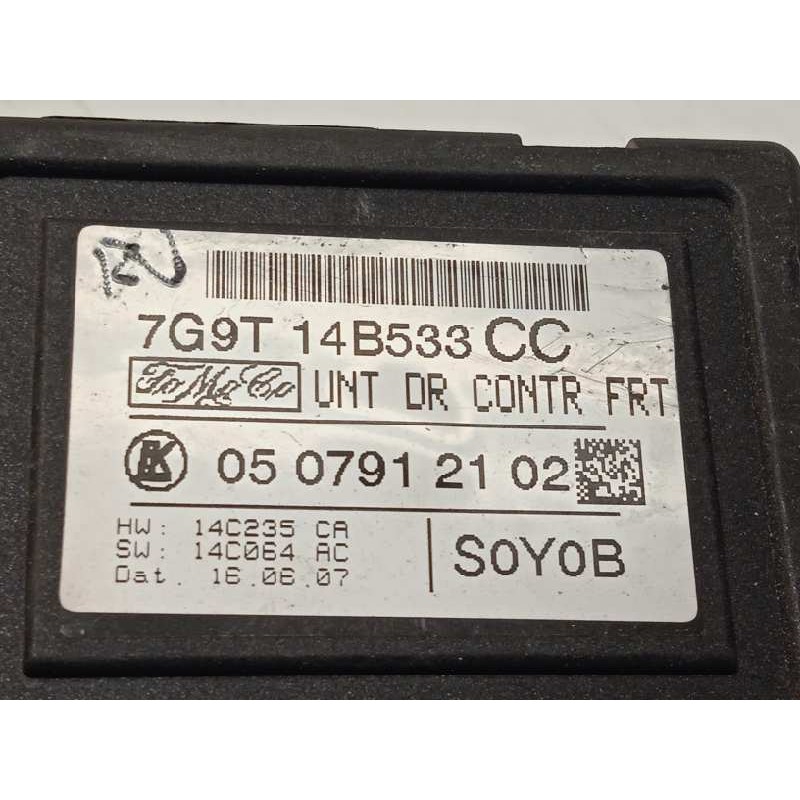 7G9T 14B533 CC
FoMoCo UNT DR CONTR FRT
05 0791 21 02
HW: 14C235 CA
SW: 14C064 AC
Dat. 16.06.07
S0Y0B